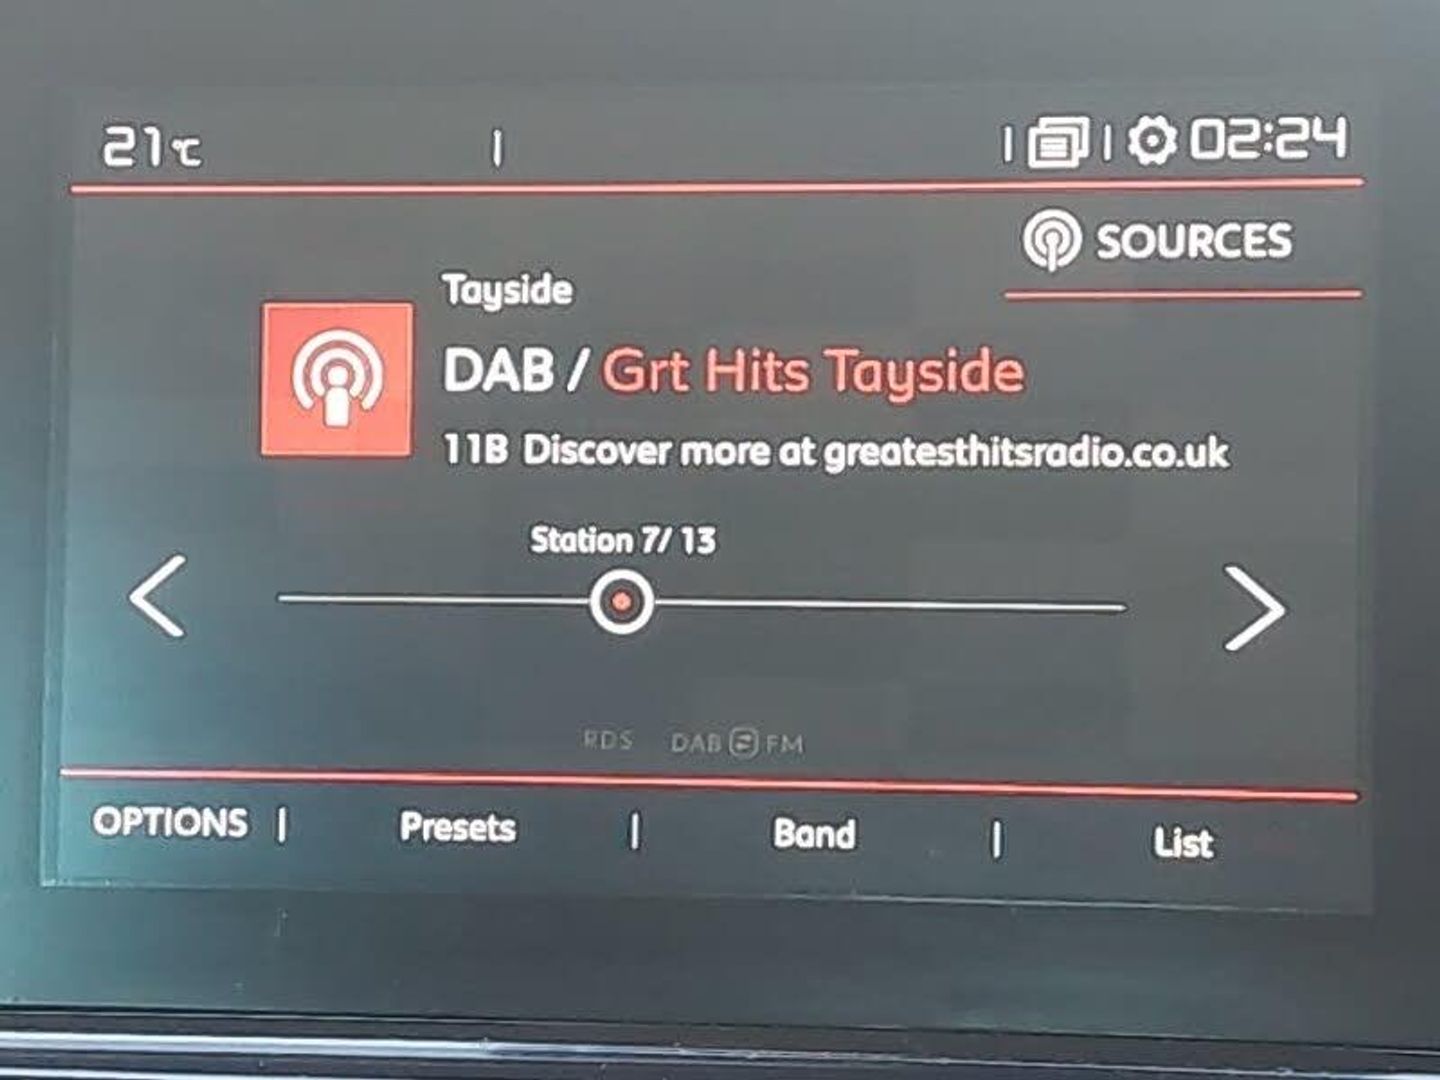 21℃ 02:24
SOURCES
Tayside
DAB / Grt Hits Tayside
11B Discover more at greatesthitsradio.co.uk
Station 7/ 13
RDS DAB FM
OPTIONS | Presets | Band | List